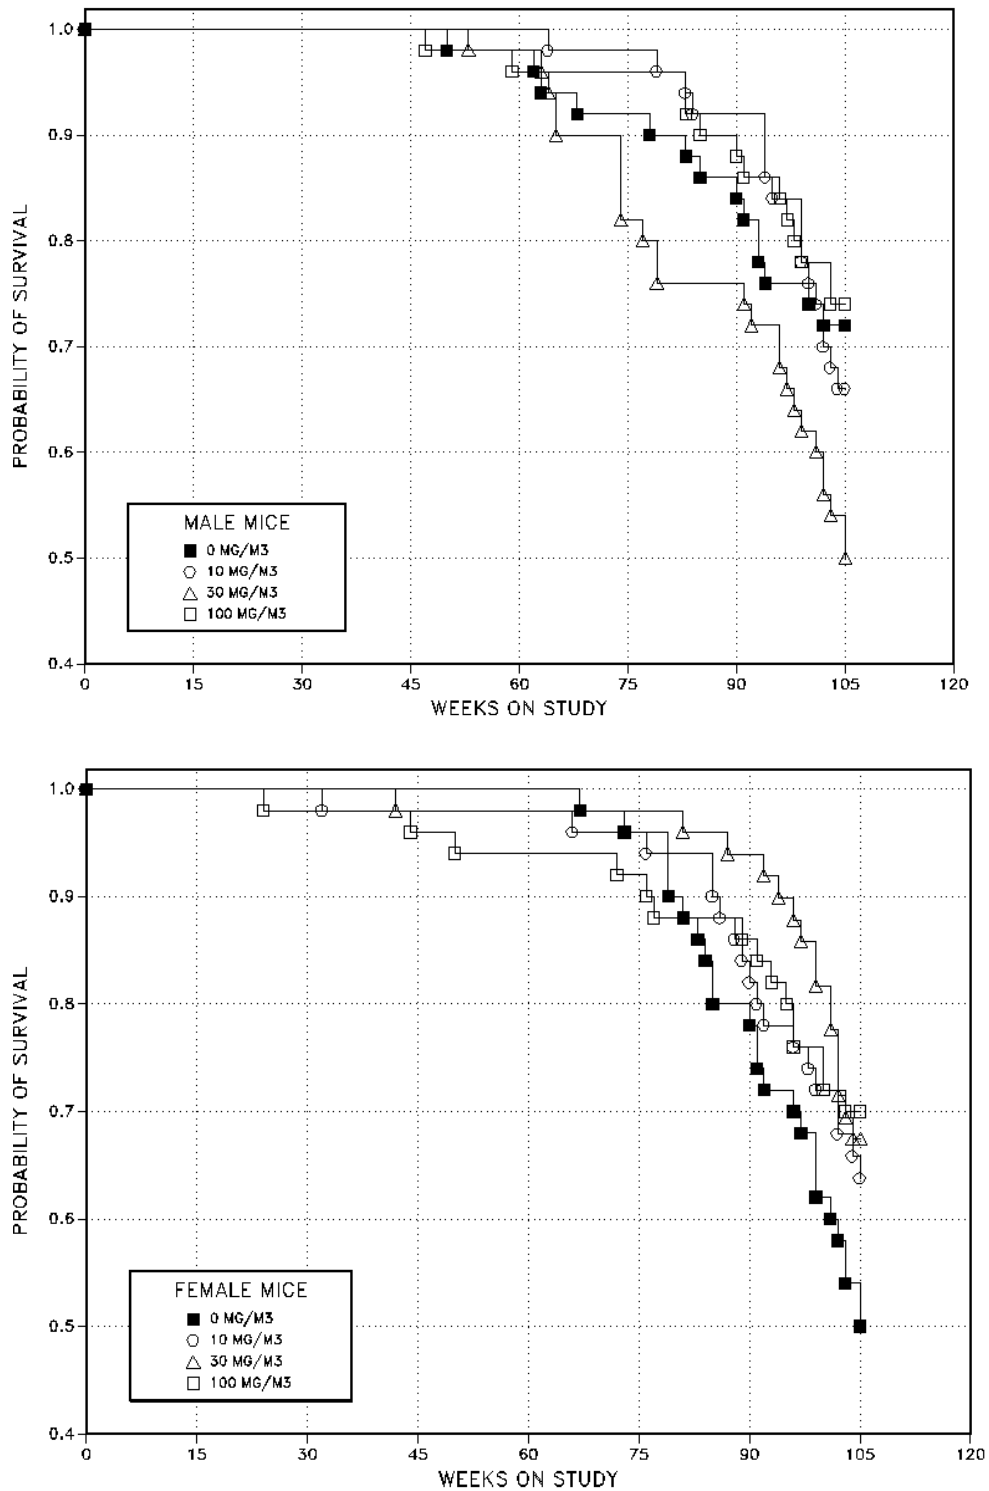 1.0
0.9
0.8
0.7
0.6
0.5
0.4
PROBABILITY OF SURVIVAL
MALE MICE
0 MG/M3
10 MG/M3
30 MG/M3
100 MG/M3
0 15 30 45 60 75 90 105 120
WEEKS ON STUDY
1.0
0.9
0.8
0.7
0.6
0.5
0.4
PROBABILITY OF SURVIVAL
FEMALE MICE
0 MG/M3
10 MG/M3
30 MG/M3
100 MG/M3
0 15 30 45 60 75 90 105 120
WEEKS ON STUDY